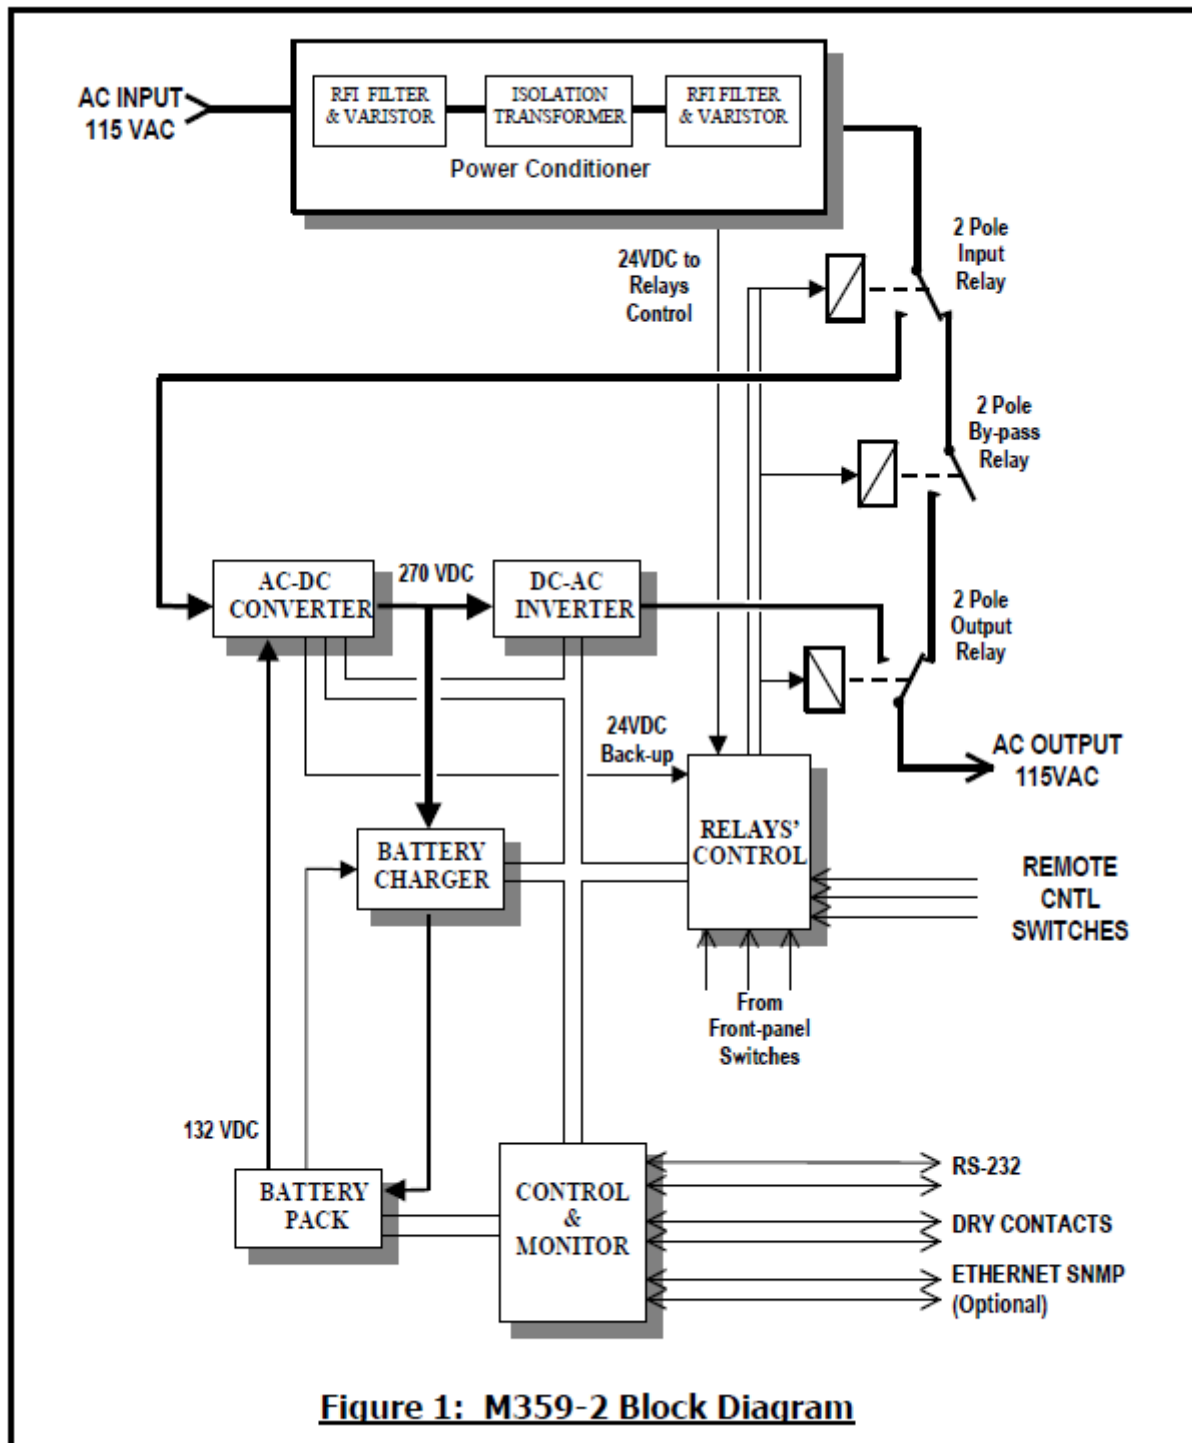 AC INPUT
115 VAC
RFI FILTER
& VARISTOR
ISOLATION
TRANSFORMER
RFI FILTER
& VARISTOR
Power Conditioner
24VDC to
Relays
Control
2 Pole
Input
Relay
2 Pole
By-pass
Relay
AC-DC
CONVERTER
270 VDC
DC-AC
INVERTER
2 Pole
Output
Relay
24VDC
Back-up
AC OUTPUT
115VAC
RELAYS'
CONTROL
BATTERY
CHARGER
REMOTE
CNTL
SWITCHES
From
Front-panel
Switches
132 VDC
BATTERY
PACK
CONTROL
&
MONITOR
RS-232
DRY CONTACTS
ETHERNET SNMP
(Optional)
Figure 1: M359-2 Block Diagram